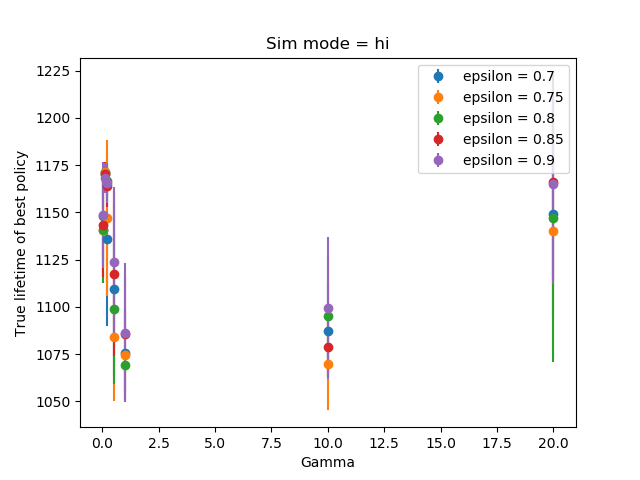 Sim mode = hi
epsilon = 0.7
epsilon = 0.75
epsilon = 0.8
epsilon = 0.85
epsilon = 0.9
True lifetime of best policy
1225
1200
1175
1150
1125
1100
1075
1050
0.0 2.5 5.0 7.5 10.0 12.5 15.0 17.5 20.0
Gamma